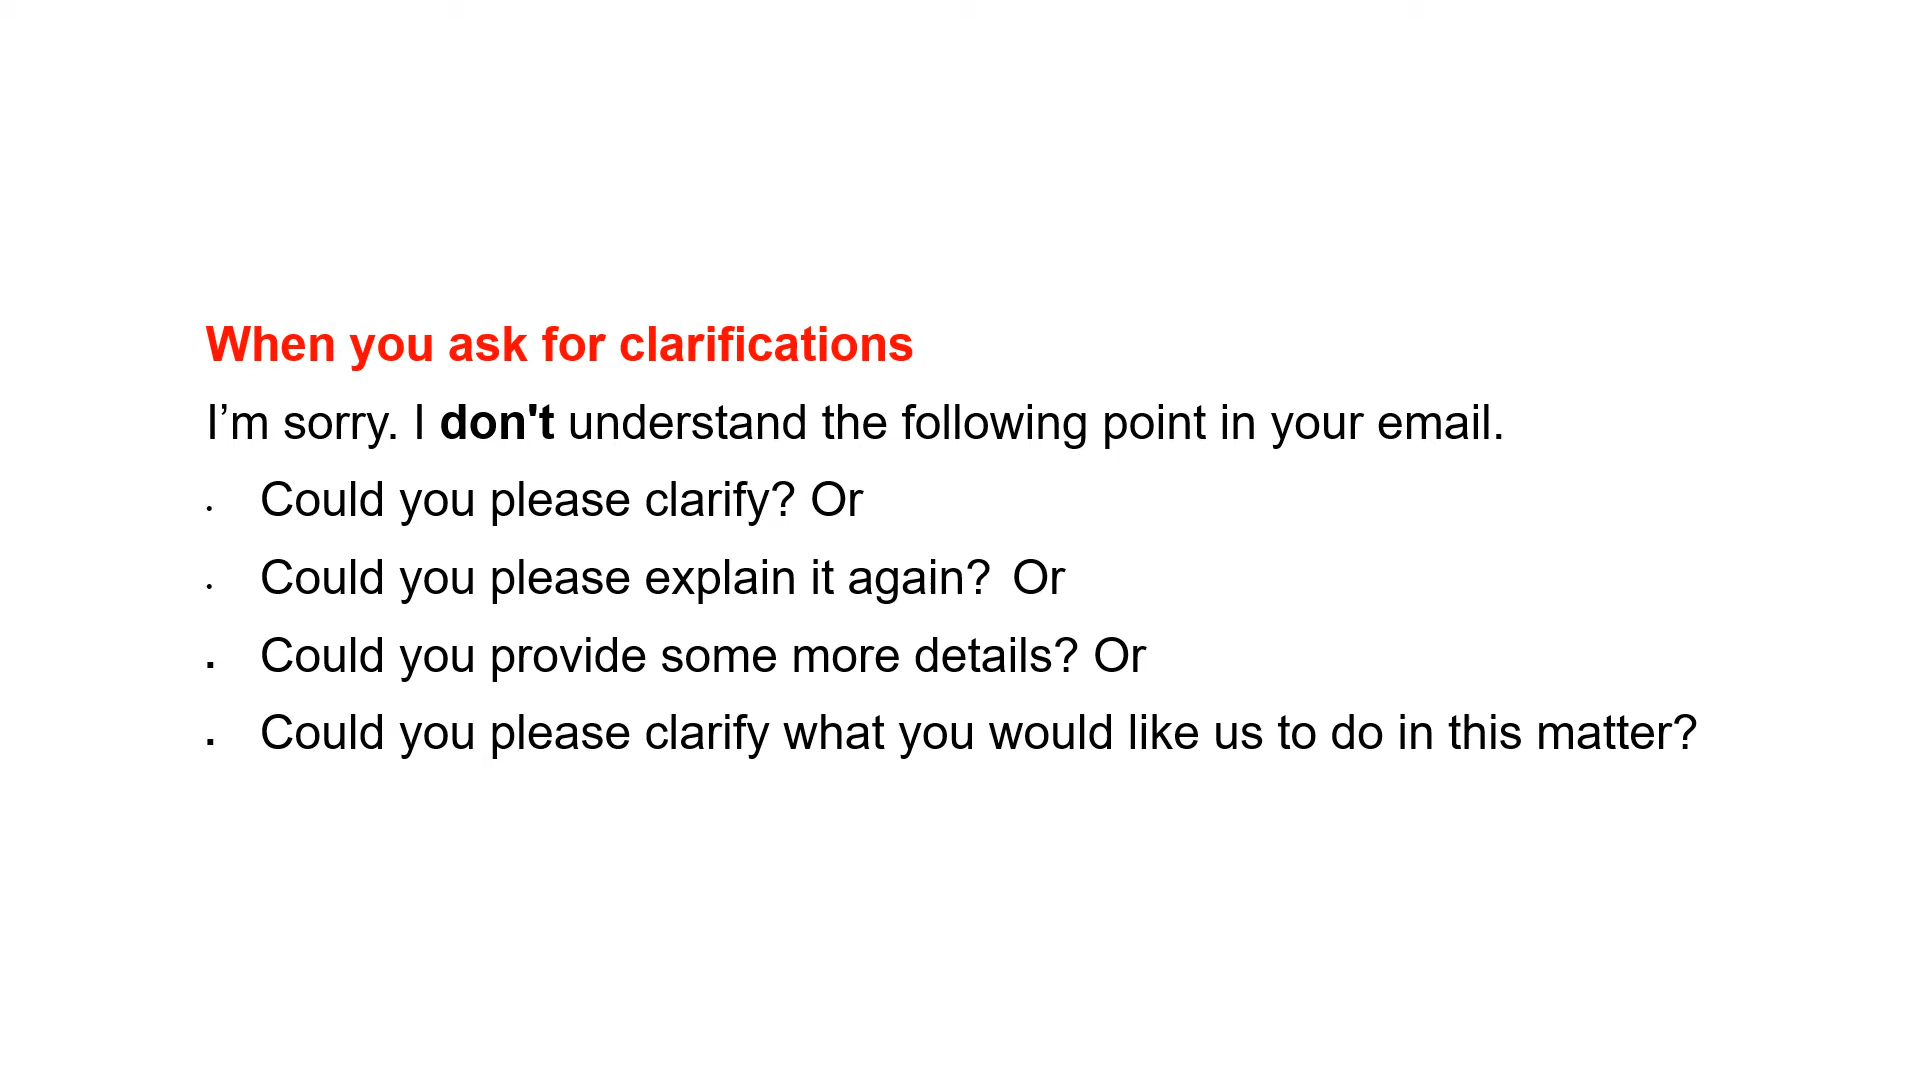 When you ask for clarifications
I’m sorry. I don't understand the following point in your email.
• Could you please clarify? Or
• Could you please explain it again? Or
▪ Could you provide some more details? Or
▪ Could you please clarify what you would like us to do in this matter?